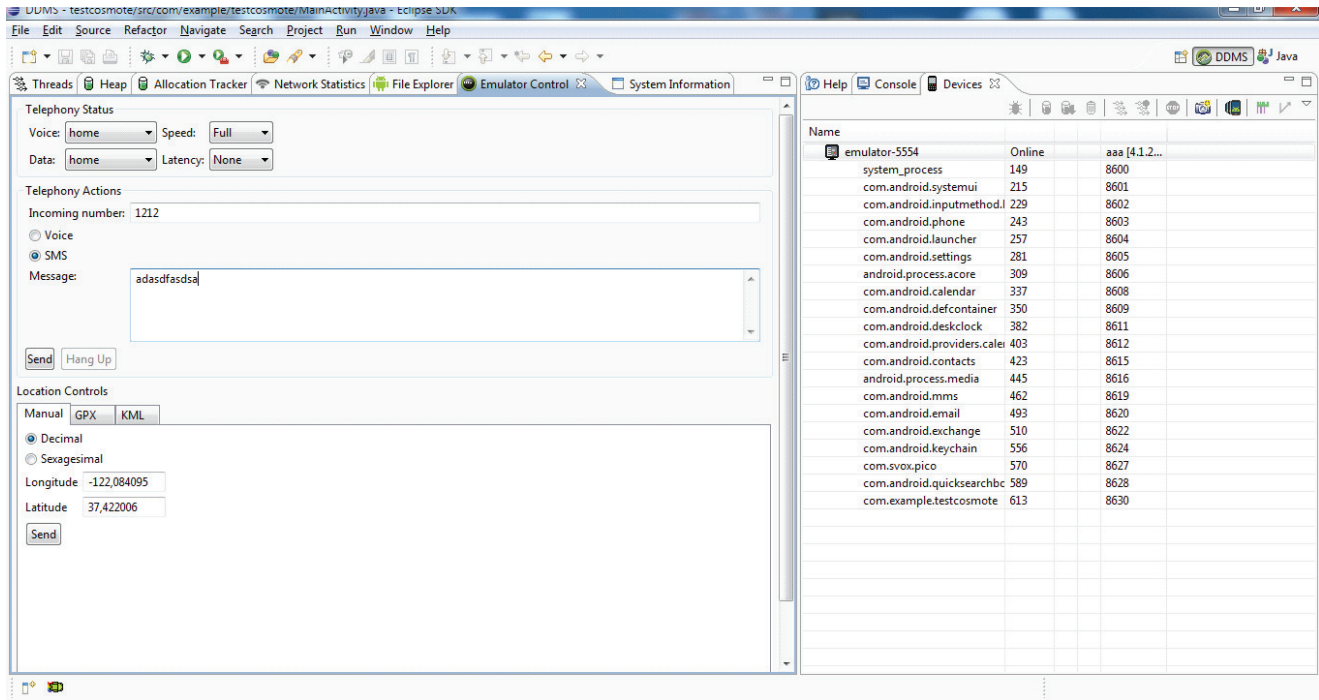 DDMS - testcosmote/src/com/example/testcosmote/MainActivity.java - Eclipse SDK
File Edit Source Refactor Navigate Search Project Run Window Help
DDMS Java
Threads Heap Allocation Tracker Network Statistics File Explorer Emulator Control System Information
Help Console Devices
Telephony Status
Voice: home Speed: Full
Data: home Latency: None
Telephony Actions
Incoming number: 1212
Voice
SMS
Message: adasdfasdsa
Send Hang Up
Location Controls
Manual GPX KML
Decimal
Sexagesimal
Longitude -122,084095
Latitude 37,422006
Send
Name
emulator-5554 Online aaa [4.1.2...
system_process 149 8600
com.android.systemui 215 8601
com.android.inputmethod.l 229 8602
com.android.phone 243 8603
com.android.launcher 257 8604
com.android.settings 281 8605
android.process.acore 309 8606
com.android.calendar 337 8608
com.android.defcontainer 350 8609
com.android.deskclock 382 8611
com.android.providers.caler 403 8612
com.android.contacts 423 8615
android.process.media 445 8616
com.android.mms 462 8619
com.android.email 493 8620
com.android.exchange 510 8622
com.android.keychain 556 8624
com.svox.pico 570 8627
com.android.quicksearchbc 589 8628
com.example.testcosmote 613 8630